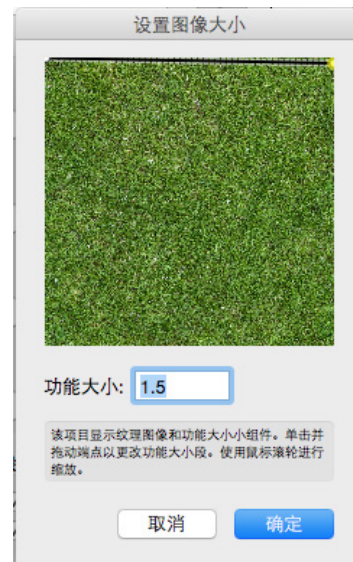 设置图像大小
功能大小: 1.5
该项目显示纹理图像和功能大小小组件。单击并
拖动端点以更改功能大小段。使用鼠标滚轮进行
缩放。
取消 确定